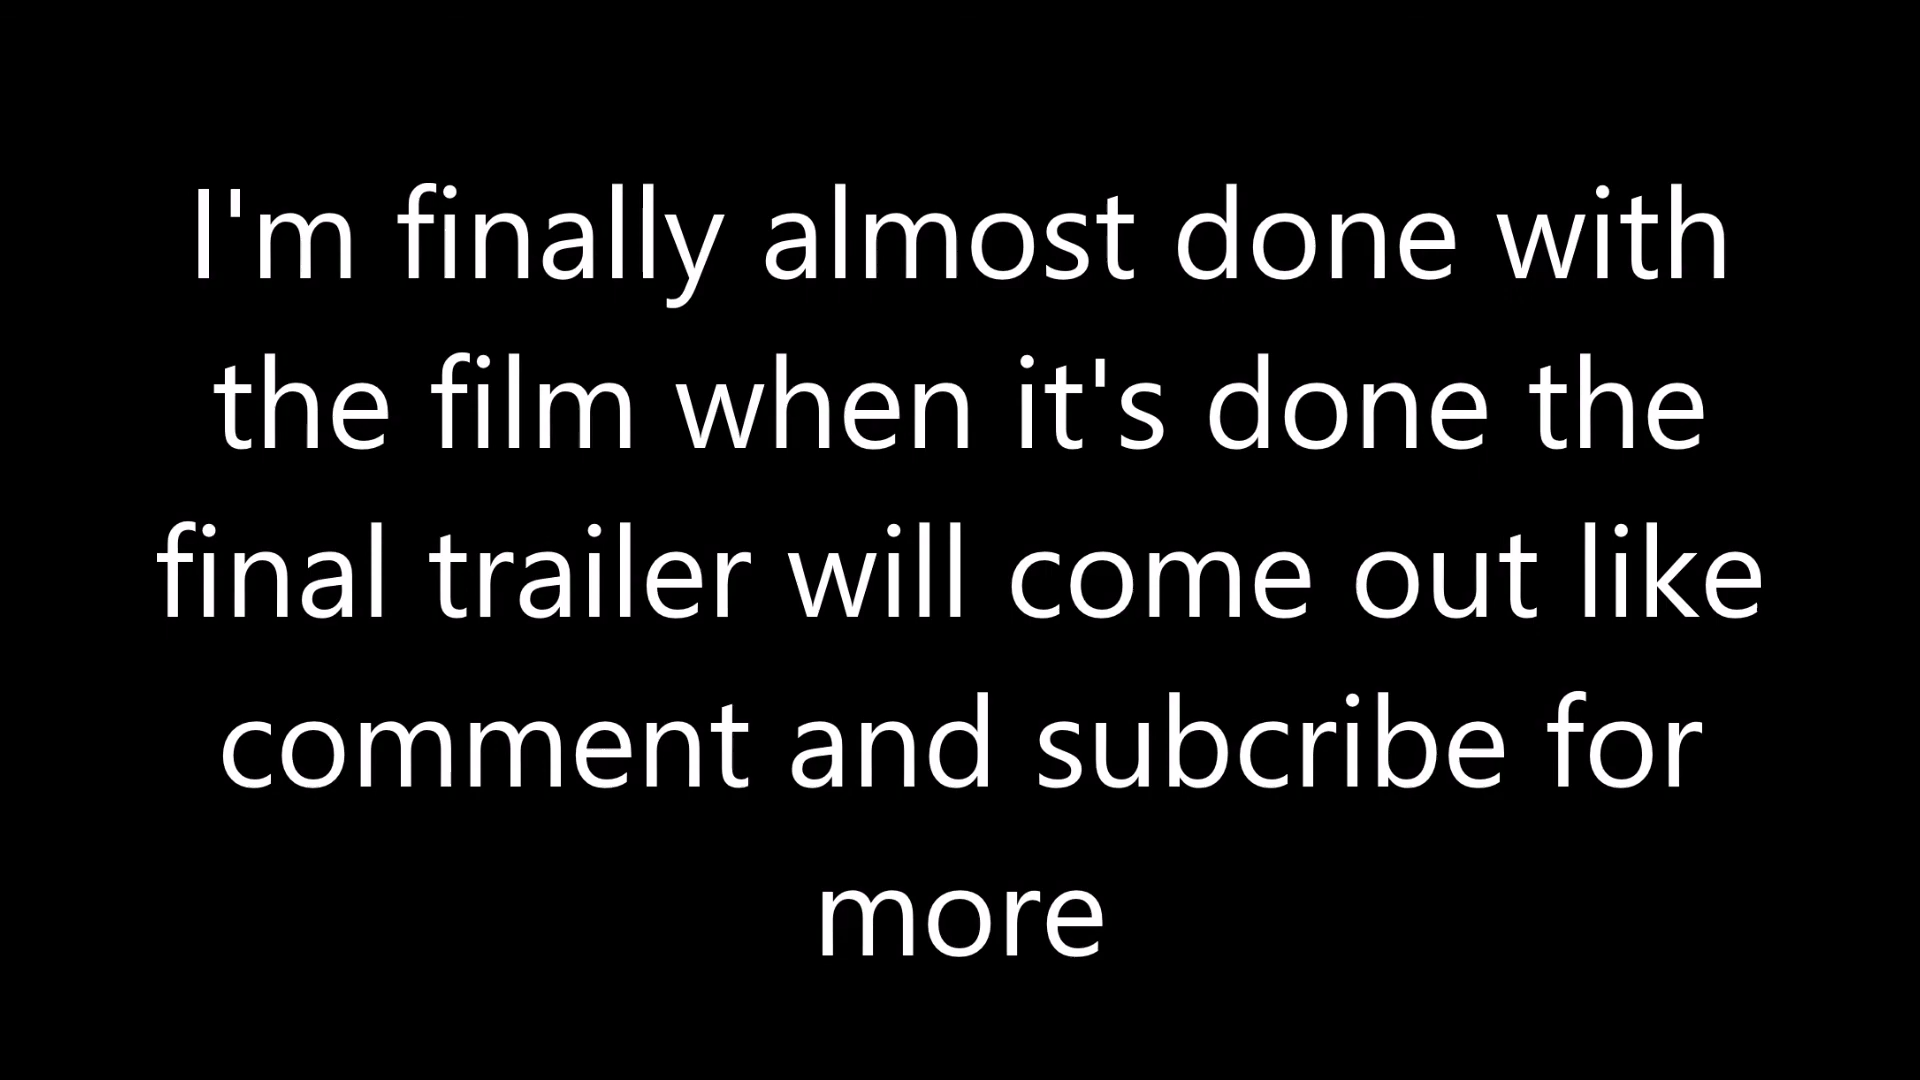 I'm finally almost done with
the film when it's done the
final trailer will come out like
comment and subcribe for
more